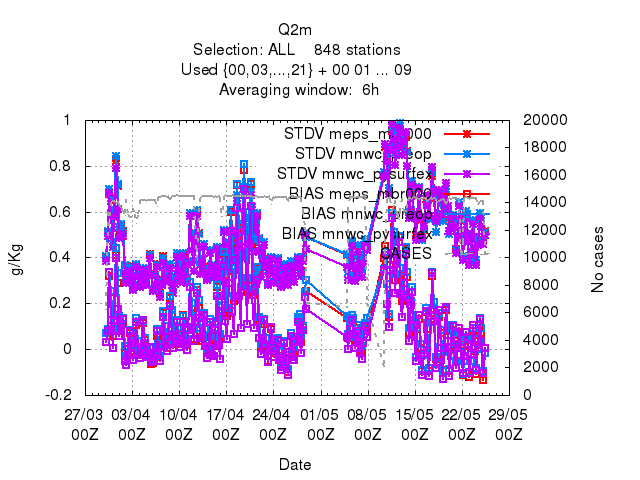 Q2m
Selection: ALL 848 stations
Used {00,03,...,21} + 00 01 ... 09
Averaging window: 6h
1
0.8
0.6
0.4
0.2
0
-0.2
g/Kg
20000
18000
16000
14000
12000
10000
8000
6000
4000
2000
0
No cases
STDV meps_mbr000
STDV mnwc_preop
STDV mnwc_pysurfex
BIAS meps_mbr000
BIAS mnwc_preop
BIAS mnwc_pysurfex
CASES
27/03 03/04 10/04 17/04 24/04 01/05 08/05 15/05 22/05 29/05
00Z 00Z 00Z 00Z 00Z 00Z 00Z 00Z 00Z 00Z
Date